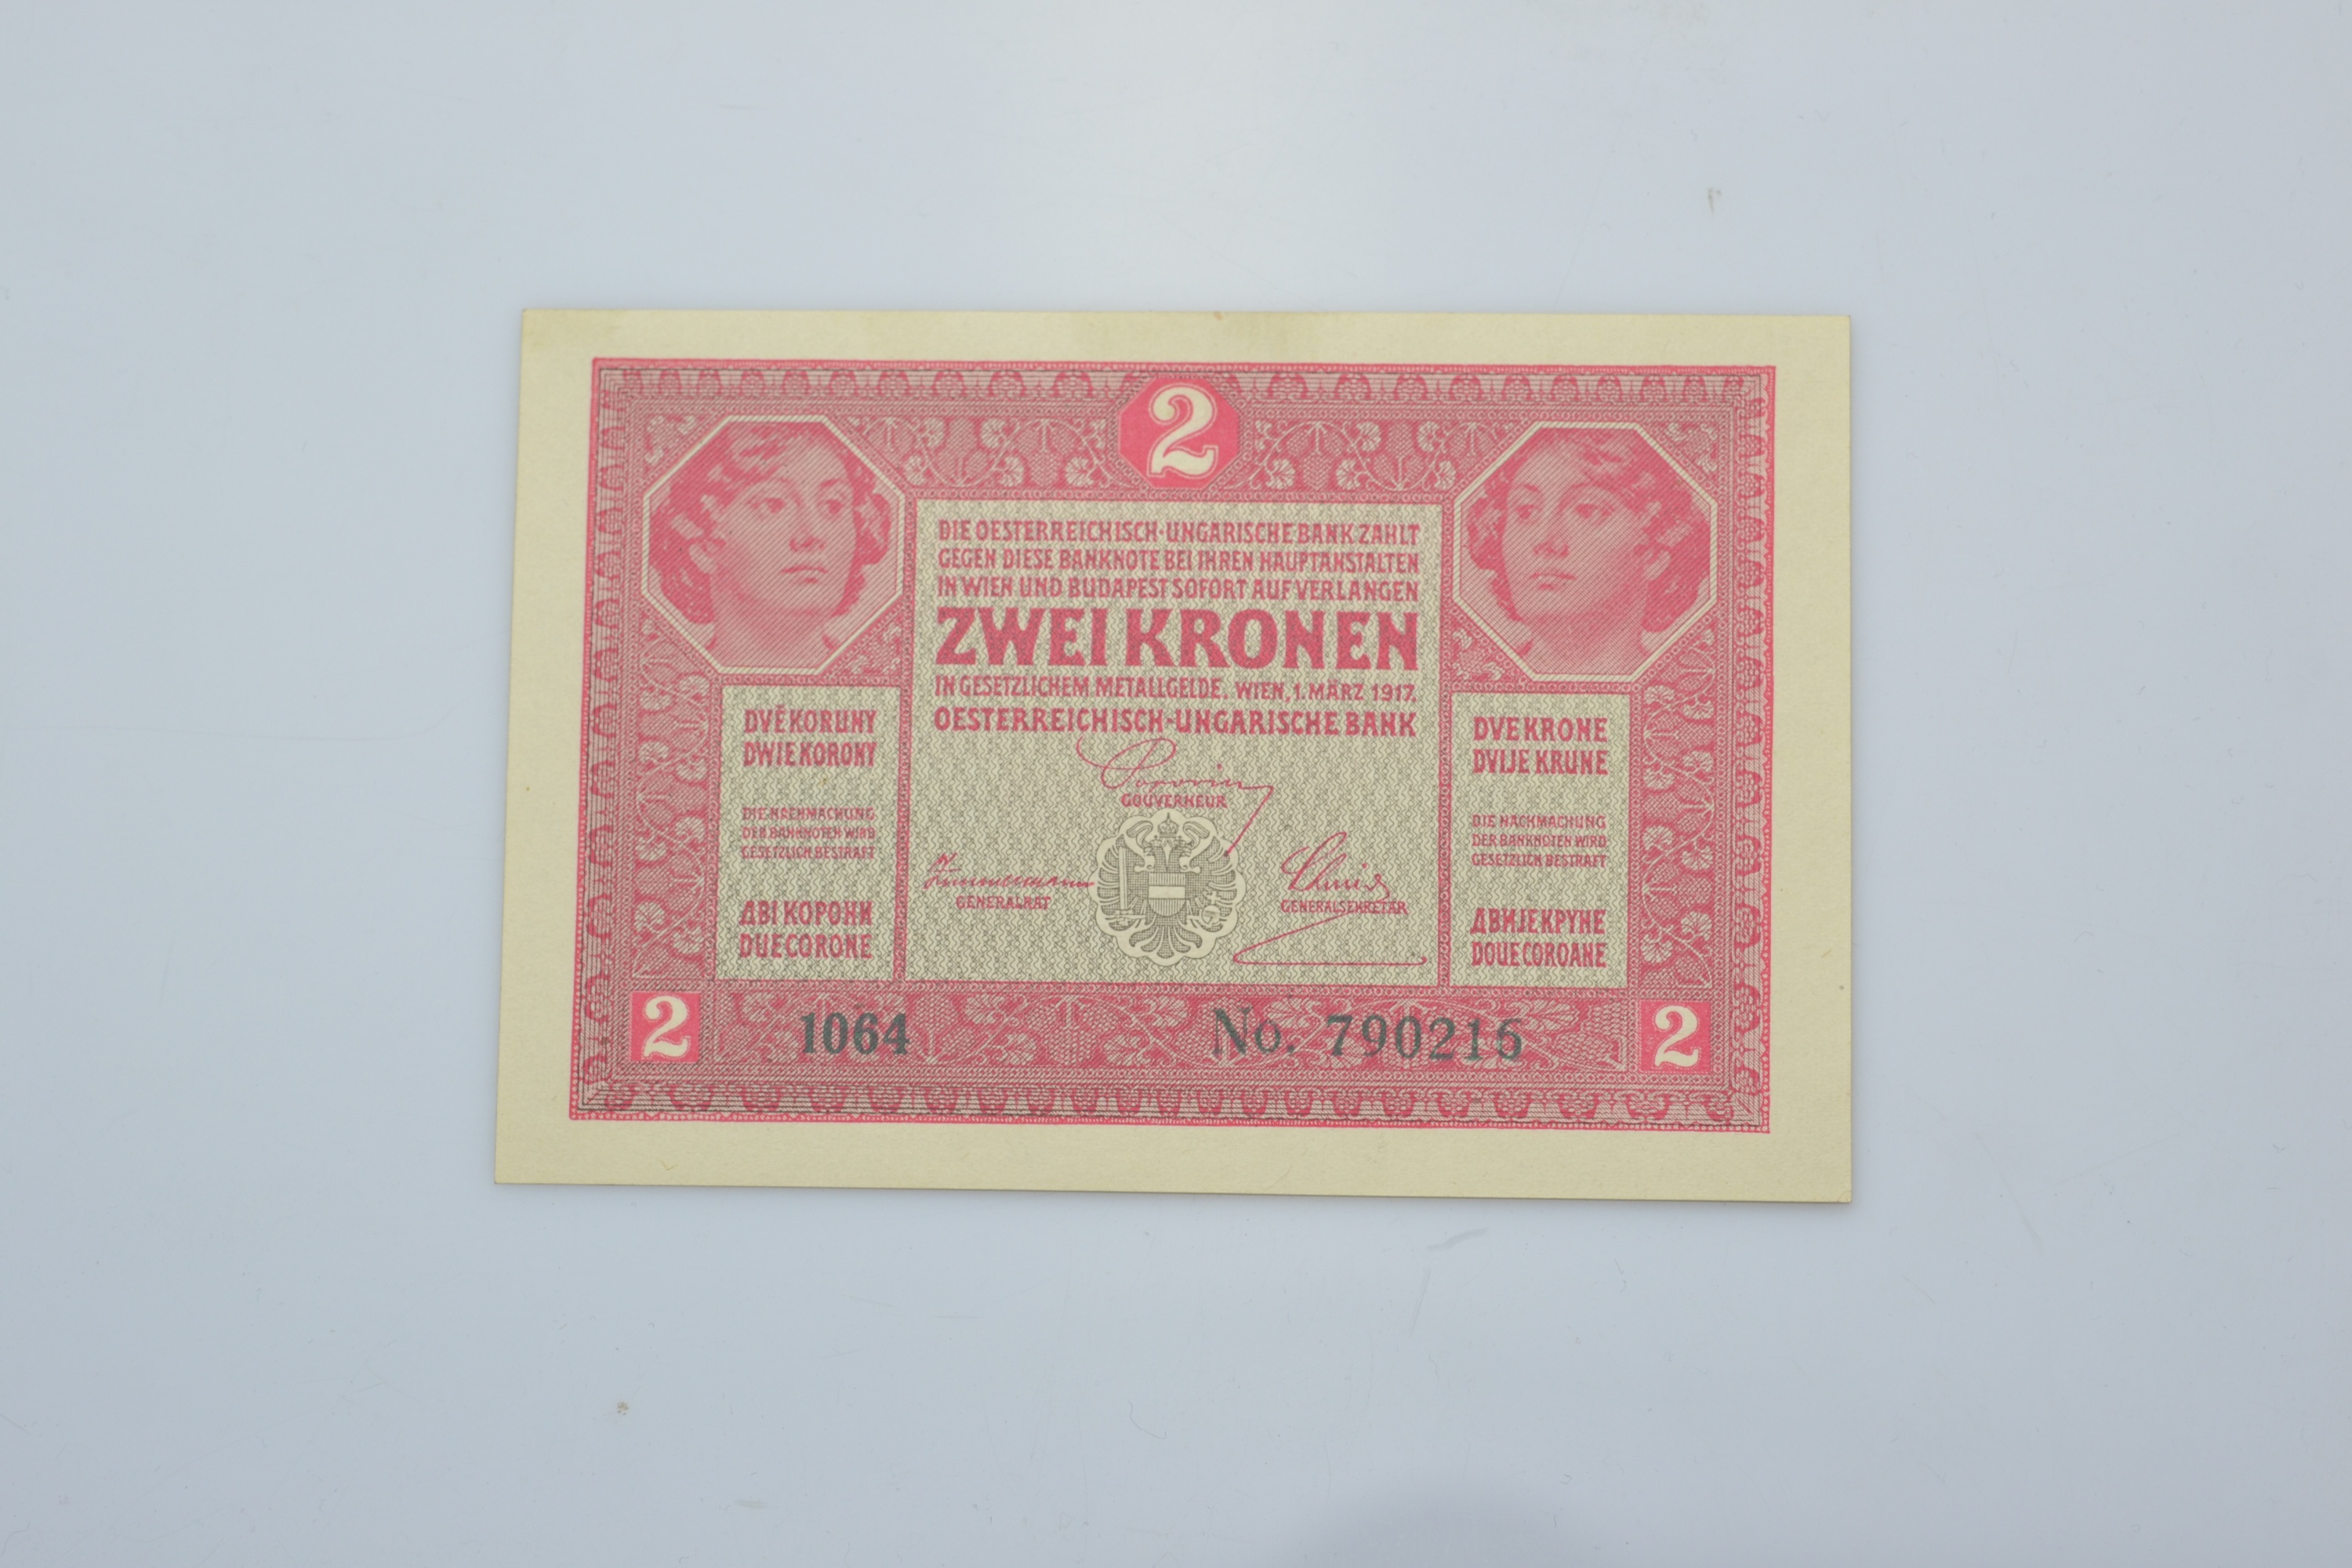 2
DIE OESTERREICHISCH-UNGARISCHE BANK ZAHLT
GEGEN DIESE BANKNOTE BEI IHREN HAUPTANSTALTEN
IN WIEN UND BUDAPEST SOFORT AUF VERLANGEN
ZWEI KRONEN
IN GESETZLICHEM METALLGELDE. WIEN, 1. MÄRZ 1917.
OESTERREICHISCH-UNGARISCHE BANK
GOUVERNEUR
GENERALRAT
GENERALSEKRETÄR
DVĚ KORUNY
DWIE KORONY
DIE NACHMACHUNG
DER BANKNOTEN WIRD
GESETZLICH BESTRAFT
ДВІ КОРОНИ
DUE CORONE
DVE KRONE
DVIJE KRUNE
DIE NACHMACHUNG
DER BANKNOTEN WIRD
GESETZLICH BESTRAFT
ДВИЈЕ КРУНЕ
DOUE COROANE
2
1064
No. 790216
2